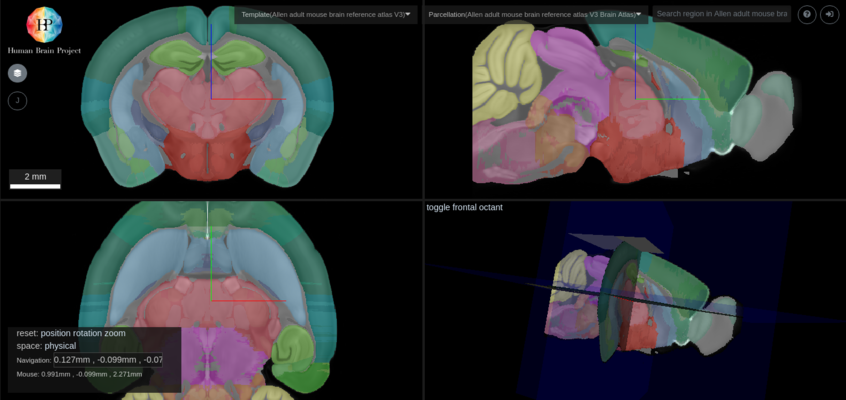 Template(Allen adult mouse brain reference atlas V3)
Parcellation(Allen adult mouse brain reference atlas V3 Brain Atlas)
Search region in Allen adult mouse bra
?
HBP
Human Brain Project
J
2 mm
toggle frontal octant
reset: position rotation zoom
space: physical
Navigation: 0.127mm , -0.099mm , -0.07
Mouse: 0.991mm , -0.099mm , 2.271mm